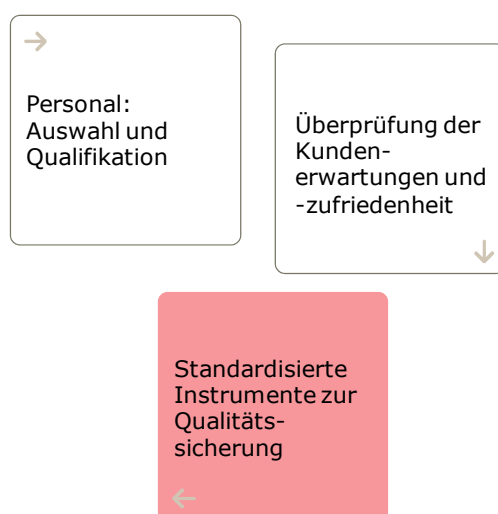 Personal:
Auswahl und
Qualifikation
Überprüfung der
Kunden-
erwartungen und
-zufriedenheit
Standardisierte
Instrumente zur
Qualitäts-
sicherung